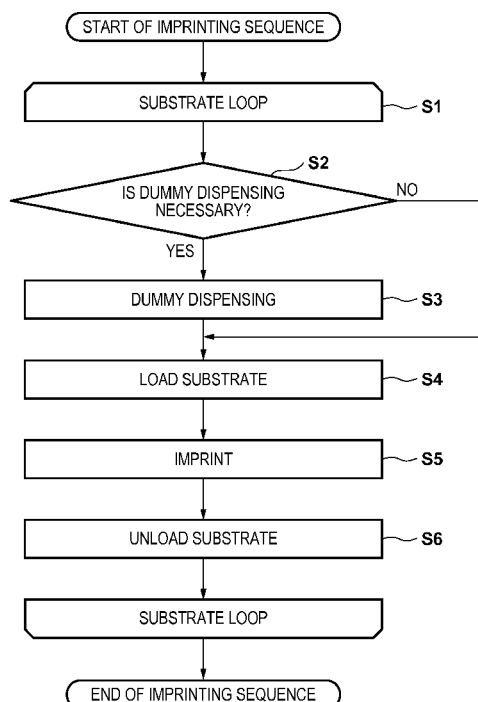 START OF IMPRINTING SEQUENCE
SUBSTRATE LOOP
S1
S2
IS DUMMY DISPENSING
NECESSARY?
NO
YES
DUMMY DISPENSING
S3
LOAD SUBSTRATE
S4
IMPRINT
S5
UNLOAD SUBSTRATE
S6
SUBSTRATE LOOP
END OF IMPRINTING SEQUENCE